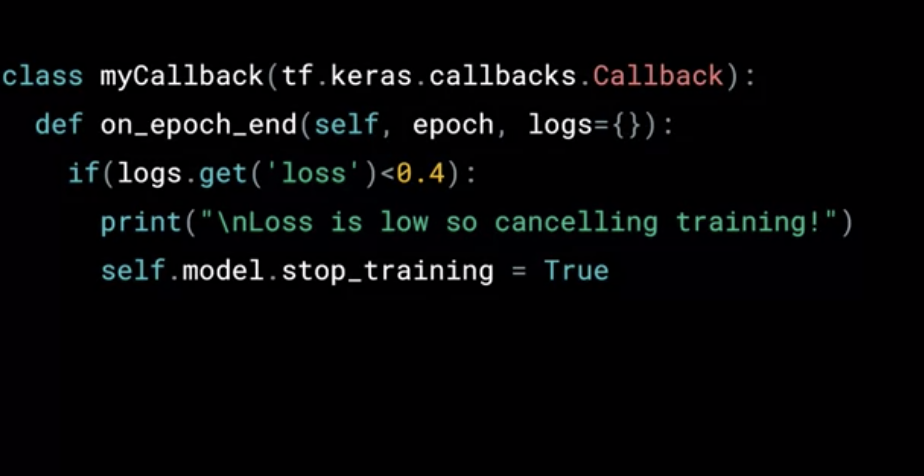 class myCallback(tf.keras.callbacks.Callback):
  def on_epoch_end(self, epoch, logs={}):
    if(logs.get('loss')<0.4):
      print("\nLoss is low so cancelling training!")
      self.model.stop_training = True